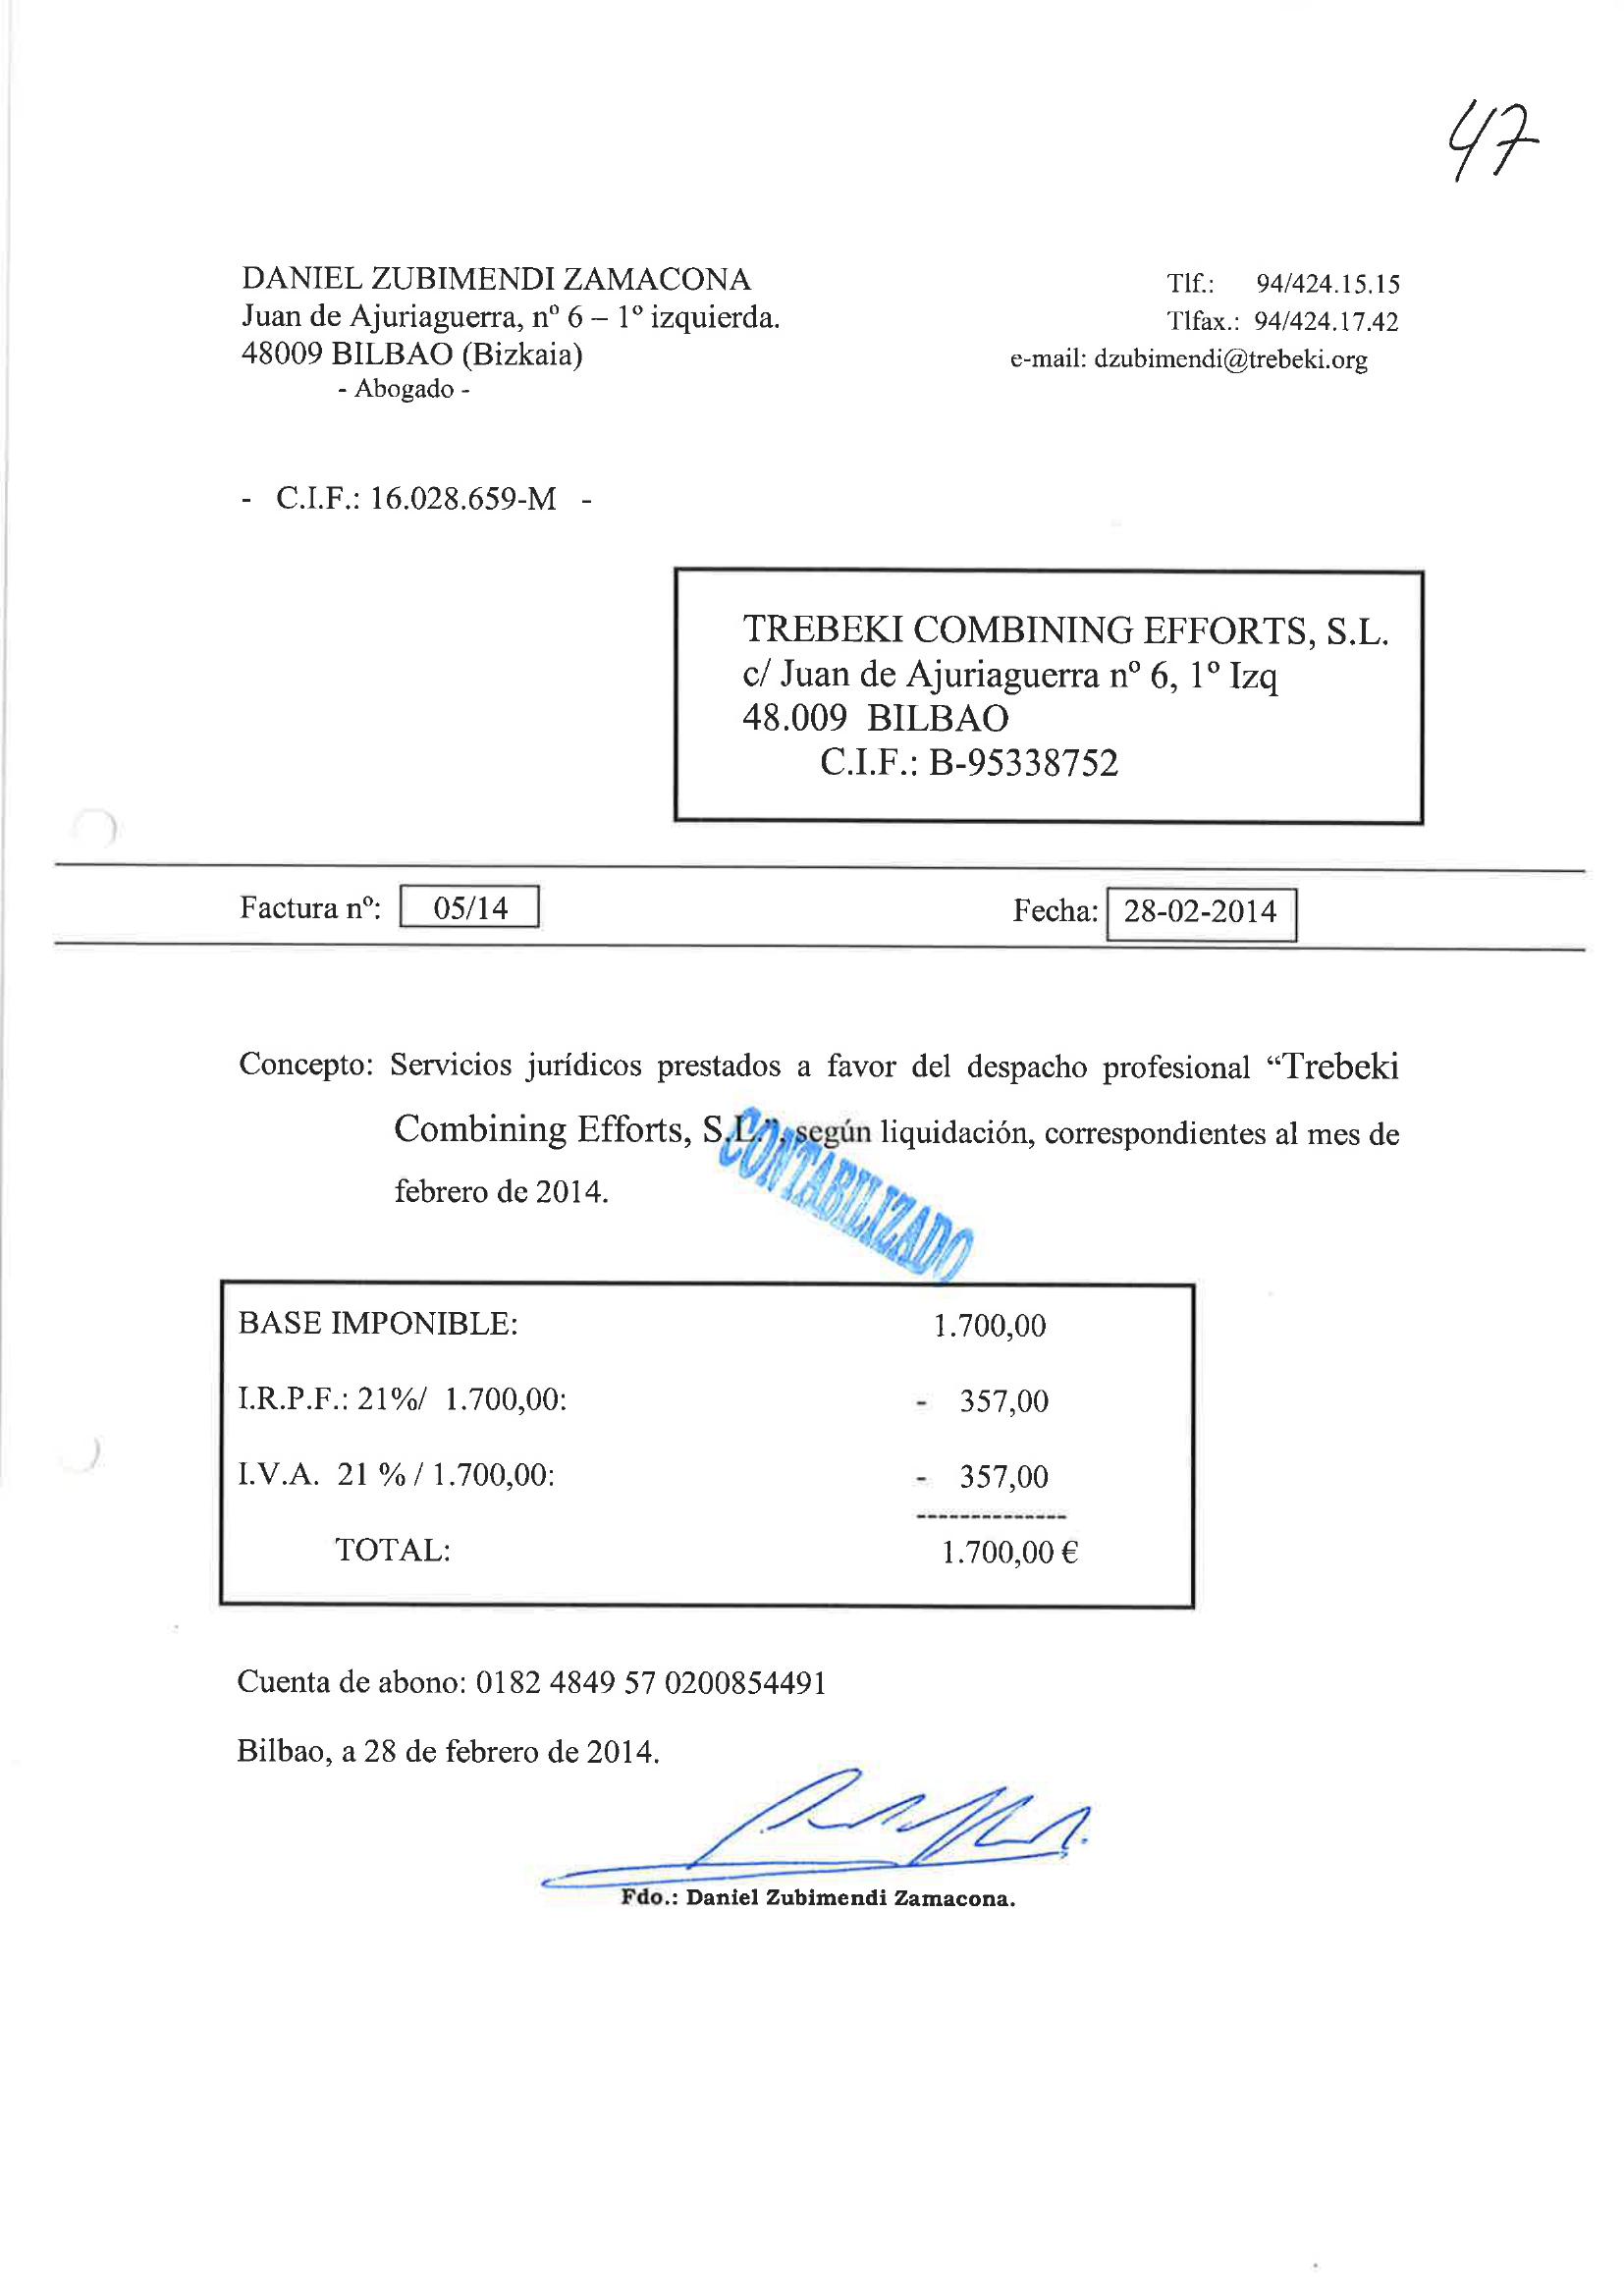 47
DANIEL ZUBIMENDI ZAMACONA
Juan de Ajuriaguerra, nº 6 – 1º izquierda.
48009 BILBAO (Bizkaia)
- Abogado -
Tlf.: 94/424.15.15
Tlfax.: 94/424.17.42
e-mail: dzubimendi@trebeki.org
- C.I.F.: 16.028.659-M -
TREBEKI COMBINING EFFORTS, S.L.
c/ Juan de Ajuriaguerra nº 6, 1º Izq
48.009 BILBAO
C.I.F.: B-95338752
Factura nº: 05/14 Fecha: 28-02-2014
Concepto: Servicios jurídicos prestados a favor del despacho profesional “Trebeki
Combining Efforts, S.L.”, según liquidación, correspondientes al mes de
febrero de 2014.
CONTABILIZADO
BASE IMPONIBLE: 1.700,00
I.R.P.F.: 21%/ 1.700,00: - 357,00
I.V.A. 21 % / 1.700,00: - 357,00
---------------
TOTAL: 1.700,00 €
Cuenta de abono: 0182 4849 57 0200854491
Bilbao, a 28 de febrero de 2014.
Fdo.: Daniel Zubimendi Zamacona.